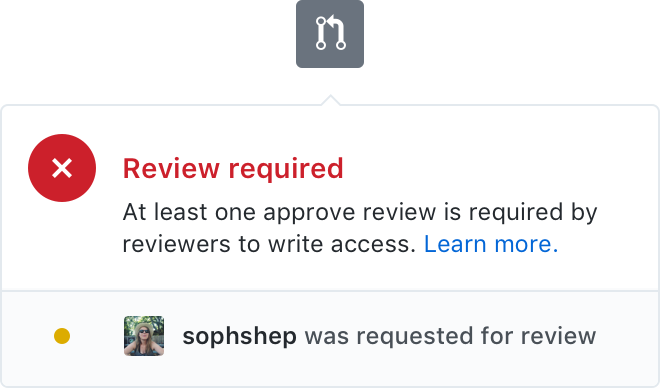 Review required
At least one approve review is required by
reviewers to write access. Learn more.
sophshep was requested for review